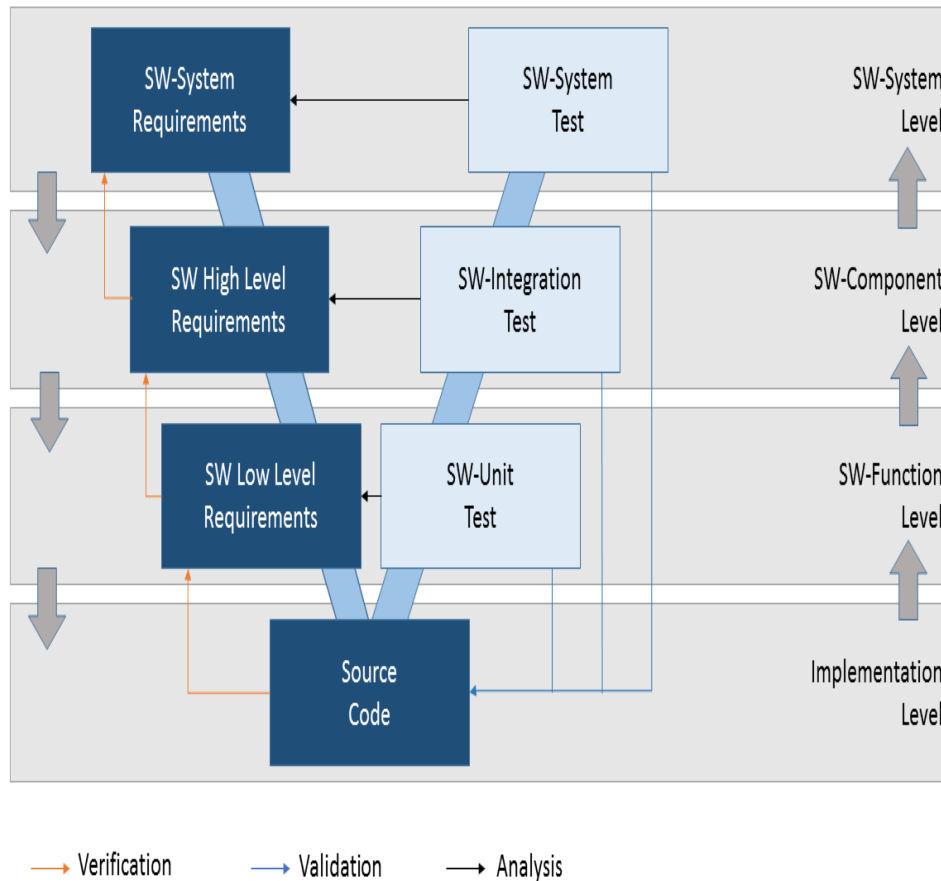 SW-System
Requirements
SW-System
Test
SW-System
Level
SW High Level
Requirements
SW-Integration
Test
SW-Component
Level
SW Low Level
Requirements
SW-Unit
Test
SW-Function
Level
Source
Code
Implementation
Level
Verification
Validation
Analysis